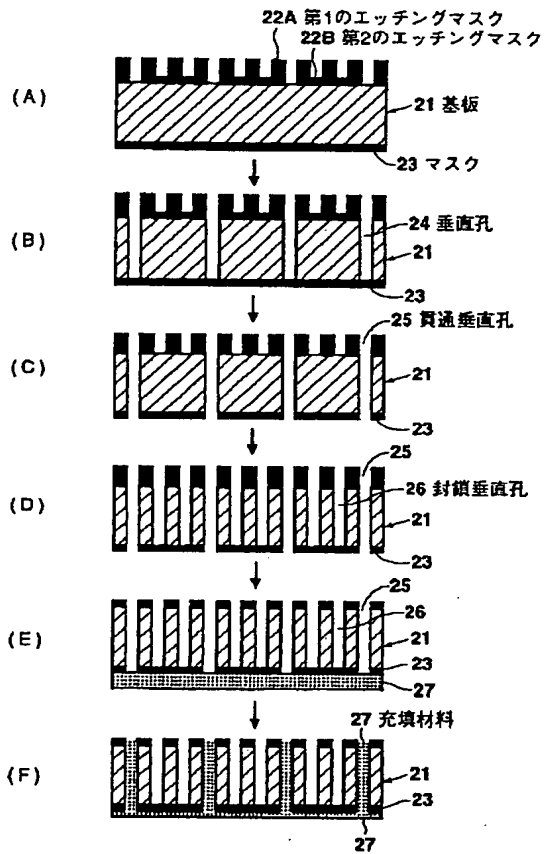 22A 第1のエッチングマスク
22B 第2のエッチングマスク
(A)
21 基板
23 マスク
(B)
24 垂直孔
21
23
25 貫通垂直孔
(C)
21
23
25
(D)
26 封鎖垂直孔
21
23
25
26
(E)
21
23
27
27 充填材料
(F)
21
23
27